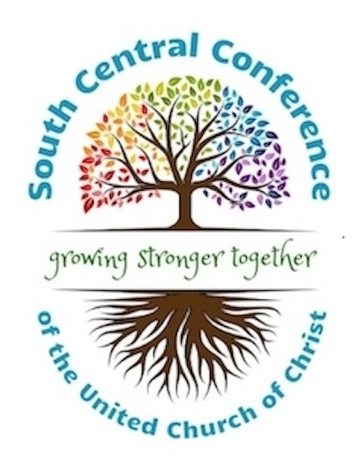 South Central Conference
growing stronger together
of the United Church of Christ